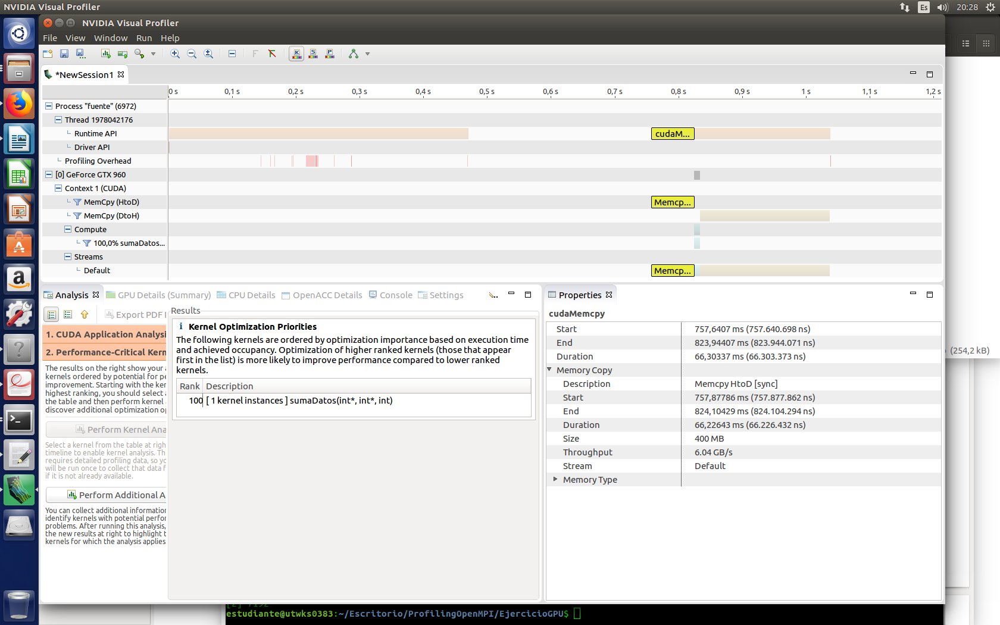 NVIDIA Visual Profiler
Es
20:28
NVIDIA Visual Profiler
File View Window Run Help
F K S P
*NewSession1
0 s 0,1 s 0,2 s 0,3 s 0,4 s 0,5 s 0,6 s 0,7 s 0,8 s 0,9 s 1 s 1,1 s 1,2 s
Process "fuente" (6972)
Thread 1978042176
Runtime API
cudaM...
Driver API
Profiling Overhead
[0] GeForce GTX 960
Context 1 (CUDA)
MemCpy (HtoD)
Memcp...
MemCpy (DtoH)
Compute
100,0% sumaDatos...
Streams
Default
Memcp...
Analysis GPU Details (Summary) CPU Details OpenACC Details Console Settings
Export PDF
Results
1. CUDA Application Analysi
2. Performance-Critical Kern
The results on the right show your
kernels ordered by potential for pe
improvement. Starting with the ker
highest ranking, you should select
the table and then perform kernel
discover additional optimization op
Perform Kernel Ana
Select a kernel from the table at righ
timeline to enable kernel analysis. Th
requires detailed profiling data, so yo
will be run once to collect that data f
if it is not already available.
Perform Additional A
You can collect additional information
identify kernels with potential perfor
problems. After running this analysis,
the new results at right to highlight t
kernels for which the analysis applies
i Kernel Optimization Priorities
The following kernels are ordered by optimization importance based on execution time
and achieved occupancy. Optimization of higher ranked kernels (those that appear
first in the list) is more likely to improve performance compared to lower ranked
kernels.
Rank Description
100 [ 1 kernel instances ] sumaDatos(int*, int*, int)
Properties
cudaMemcpy
Start 757,6407 ms (757.640.698 ns)
End 823,94407 ms (823.944.071 ns)
Duration 66,30337 ms (66.303.373 ns)
Memory Copy
Description Memcpy HtoD [sync]
Start 757,87786 ms (757.877.862 ns)
End 824,10429 ms (824.104.294 ns)
Duration 66,22643 ms (66.226.432 ns)
Size 400 MB
Throughput 6.04 GB/s
Stream Default
Memory Type
(254,2 kB)
[2] 7192
estudiante@utwks0383:~/Escritorio/ProfilingOpenMPI/EjercicioGPU$